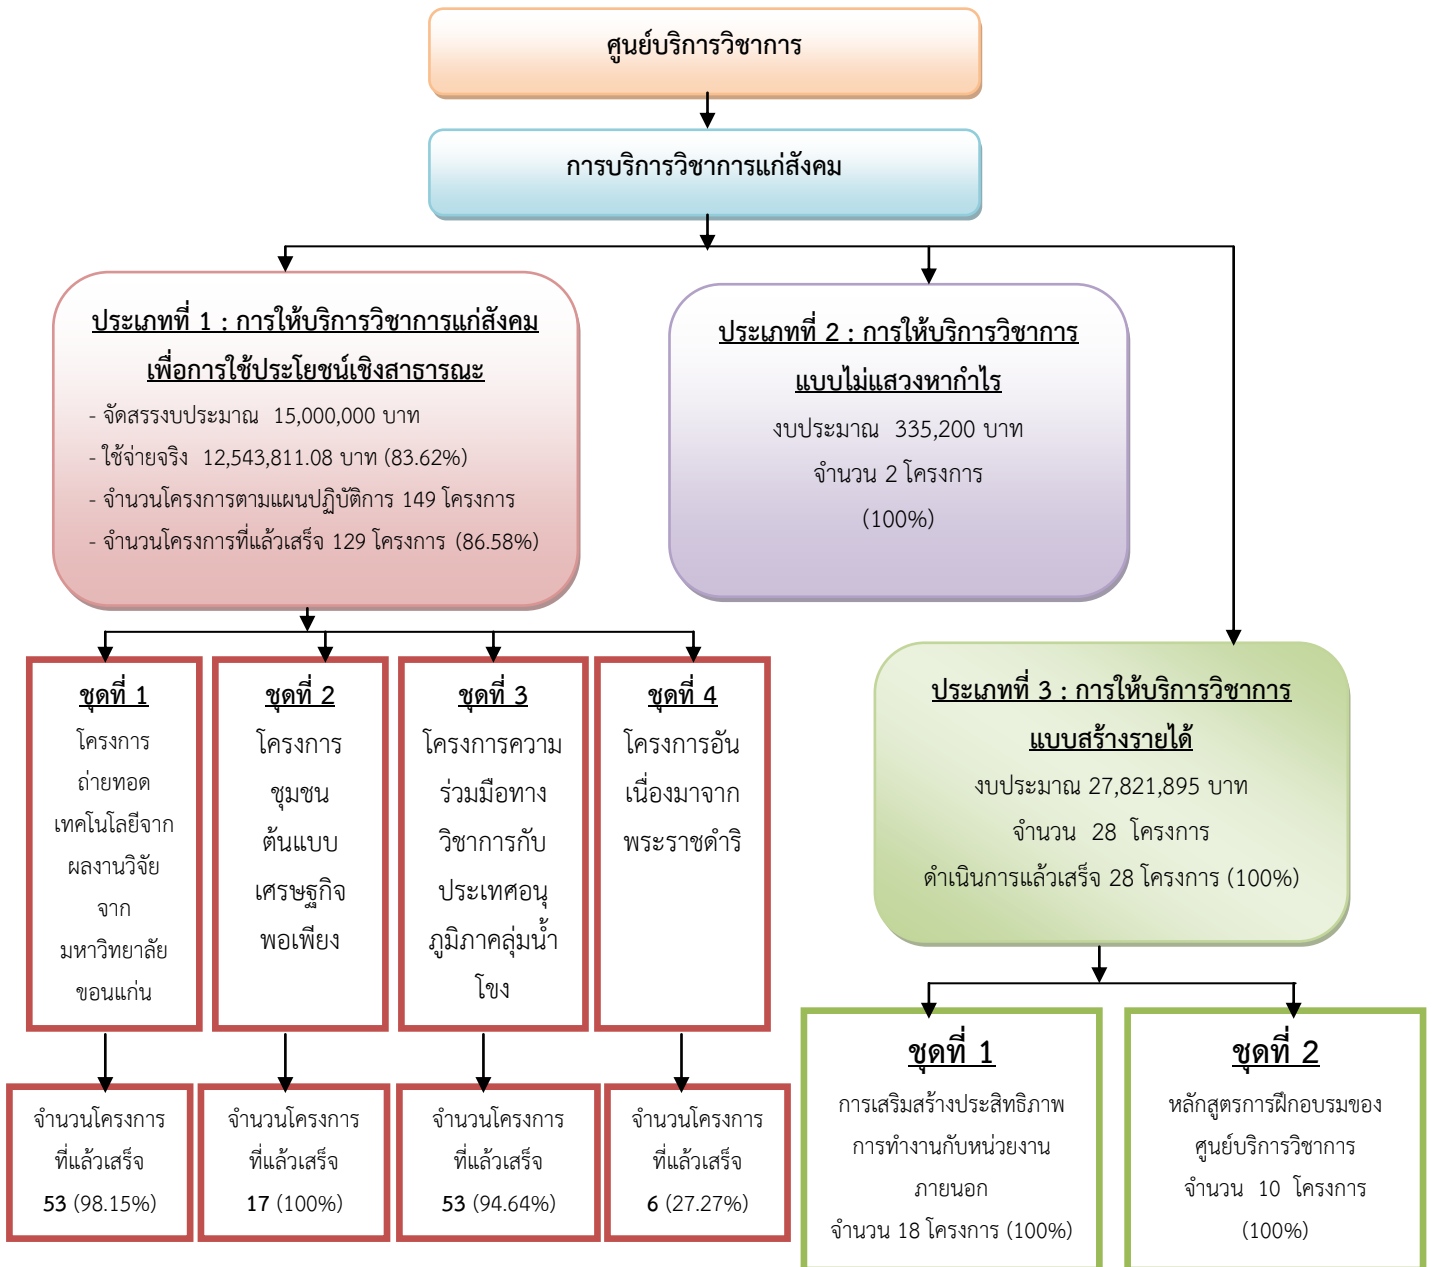 ศูนย์บริการวิชาการ
การบริการวิชาการแก่สังคม
ประเภทที่ 1 : การให้บริการวิชาการแก่สังคม
เพื่อการใช้ประโยชน์เชิงสาธารณะ
- จัดสรรงบประมาณ 15,000,000 บาท
- ใช้จ่ายจริง 12,543,811.08 บาท (83.62%)
- จำนวนโครงการตามแผนปฏิบัติการ 149 โครงการ
- จำนวนโครงการที่แล้วเสร็จ 129 โครงการ (86.58%)
ประเภทที่ 2 : การให้บริการวิชาการ
แบบไม่แสวงหากำไร
งบประมาณ 335,200 บาท
จำนวน 2 โครงการ
(100%)
ประเภทที่ 3 : การให้บริการวิชาการ
แบบสร้างรายได้
งบประมาณ 27,821,895 บาท
จำนวน 28 โครงการ
ดำเนินการแล้วเสร็จ 28 โครงการ (100%)
ชุดที่ 1
โครงการ
ถ่ายทอด
เทคโนโลยีจาก
ผลงานวิจัย
จาก
มหาวิทยาลัย
ขอนแก่น
ชุดที่ 2
โครงการ
ชุมชน
ต้นแบบ
เศรษฐกิจ
พอเพียง
ชุดที่ 3
โครงการความ
ร่วมมือทาง
วิชาการกับ
ประเทศอนุ
ภูมิภาคลุ่มน้ำ
โขง
ชุดที่ 4
โครงการอัน
เนื่องมาจาก
พระราชดำริ
จำนวนโครงการ
ที่แล้วเสร็จ
53 (98.15%)
จำนวนโครงการ
ที่แล้วเสร็จ
17 (100%)
จำนวนโครงการ
ที่แล้วเสร็จ
53 (94.64%)
จำนวนโครงการ
ที่แล้วเสร็จ
6 (27.27%)
ชุดที่ 1
การเสริมสร้างประสิทธิภาพ
การทำงานกับหน่วยงาน
ภายนอก
จำนวน 18 โครงการ (100%)
ชุดที่ 2
หลักสูตรการฝึกอบรมของ
ศูนย์บริการวิชาการ
จำนวน 10 โครงการ
(100%)